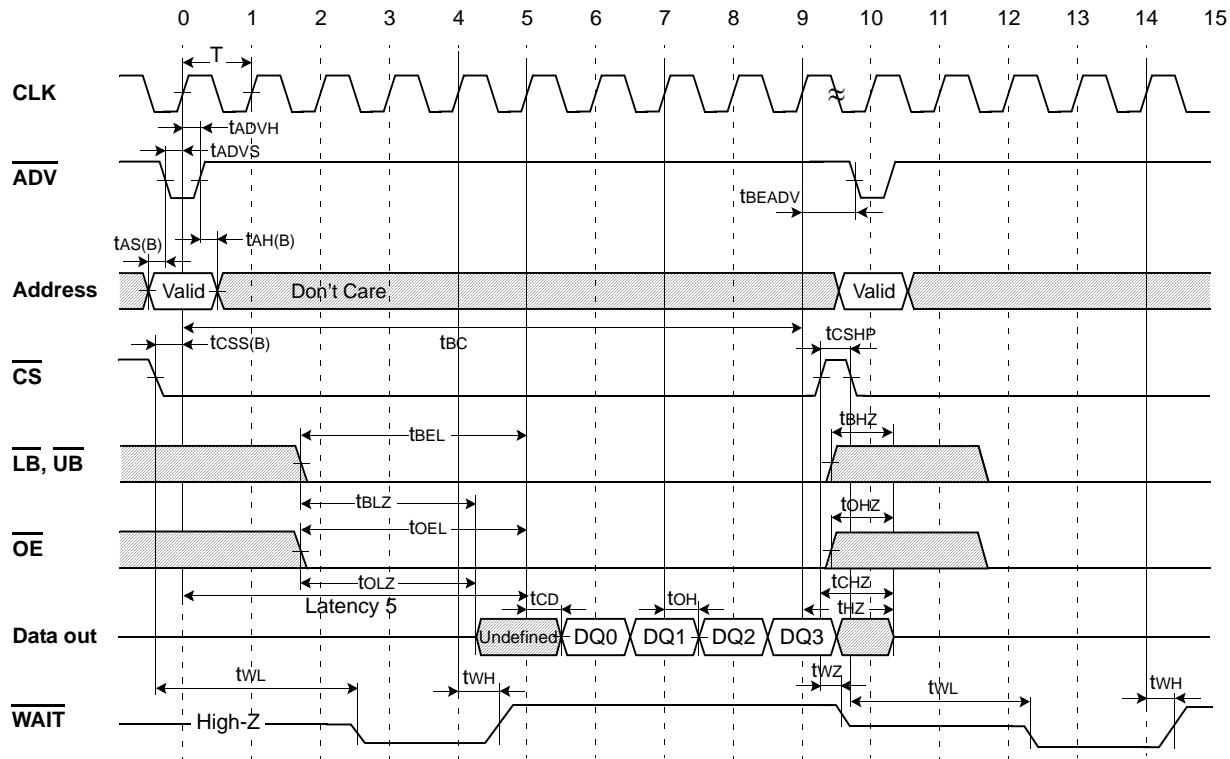 0 1 2 3 4 5 6 7 8 9 10 11 12 13 14 15
T
CLK
tADVH
tADVS
ADV
tBEADV
tAS(B) tAH(B)
Address Valid Don't Care Valid
tCSS(B) tBC tCSHP
CS
tBEL tBHZ
LB, UB
tBLZ tOHZ
tOEL
OE
tOLZ tCHZ
Latency 5 tCD tOH tHZ
Data out Undefined DQ0 DQ1 DQ2 DQ3
tWL tWH tWZ tWL tWH
WAIT High-Z